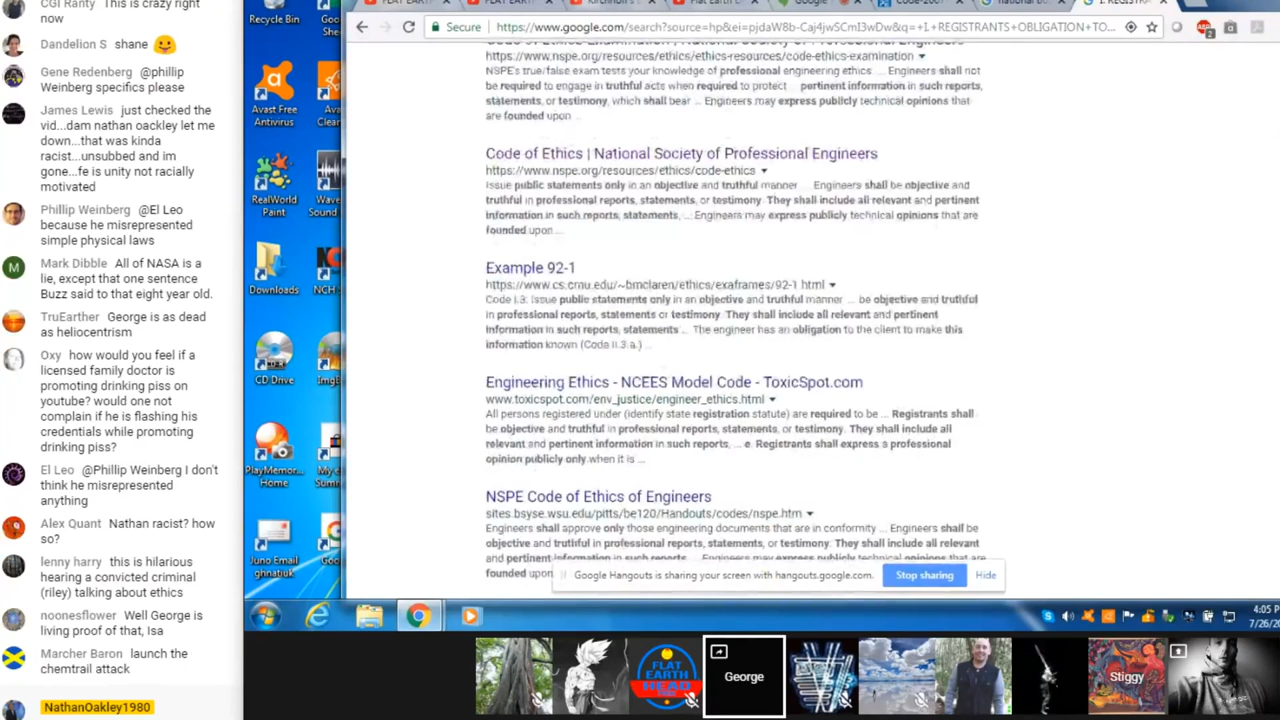 CGI Ranty This is crazy right
now
Dandelion S shane
Gene Redenberg @phillip
Weinberg specifics please
James Lewis just checked the
vid...dam nathan oackley let me
down...that was kinda
racist...unsubbed and im
gone...fe is unity not racially
motivated
Phillip Weinberg @El Leo
because he misrepresented
simple physical laws
Mark Dibble All of NASA is a
lie, except that one sentence
Buzz said to that eight year old.
TruEarther George is as dead
as heliocentrism
Oxy how would you feel if a
licensed family doctor is
promoting drinking piss on
youtube? would one not
complain if he is flashing his
credentials while promoting
drinking piss?
El Leo @Phillip Weinberg I don't
think he misrepresented
anything
Alex Quant Nathan racist? how
so?
lenny harry this is hilarious
hearing a convicted criminal
(riley) talking about ethics
noonesflower Well George is
living proof of that, Isa
Marcher Baron launch the
chemtrail attack
NathanOakley1980
Recycle Bin
Avast Free
Antivirus
RealWorld
Paint
Downloads
CD Drive
PlayMemor...
Home
Juno Email
ghnatiuk
Secure
https://www.google.com/search?source=hp&ei=pjdaW8b-Caj4jwSCmI3wDw&q=+I.+REGISTRANTS+OBLIGATION+TO...
https://www.nspe.org/resources/ethics/ethics-resources/code-ethics-examination
NSPE's true/false exam tests your knowledge of professional engineering ethics ... Engineers shall not
be required to engage in truthful acts when required to protect ... pertinent information in such reports,
statements, or testimony, which shall bear ... Engineers may express publicly technical opinions that
are founded upon ...
Code of Ethics | National Society of Professional Engineers
https://www.nspe.org/resources/ethics/code-ethics
Issue public statements only in an objective and truthful manner. ... Engineers shall be objective and
truthful in professional reports, statements, or testimony. They shall include all relevant and pertinent
information in such reports, statements, ... Engineers may express publicly technical opinions that are
founded upon ...
Example 92-1
https://www.cs.cmu.edu/~bmclaren/ethics/exaframes/92-1.html
Code I.3: Issue public statements only in an objective and truthful manner. ... be objective and truthful
in professional reports, statements or testimony. They shall include all relevant and pertinent
information in such reports, statements ... The engineer has an obligation to the client to make this
information known (Code II.3.a.) ...
Engineering Ethics - NCEES Model Code - ToxicSpot.com
www.toxicspot.com/env_justice/engineer_ethics.html
All persons registered under (identify state registration statute) are required to be ... Registrants shall
be objective and truthful in professional reports, statements, or testimony. They shall include all
relevant and pertinent information in such reports, ... e. Registrants shall express a professional
opinion publicly only when it is ...
NSPE Code of Ethics of Engineers
sites.bsyse.wsu.edu/pitts/be120/Handouts/codes/nspe.htm
Engineers shall approve only those engineering documents that are in conformity ... Engineers shall be
objective and truthful in professional reports, statements, or testimony. They shall include all relevant
and pertinent information in such reports ... Engineers may express publicly technical opinions that are
founded upon
Google Hangouts is sharing your screen with hangouts.google.com.
Stop sharing
Hide
4:05 P
7/26/20
FLAT
EARTH
HEAD
George
Stiggy